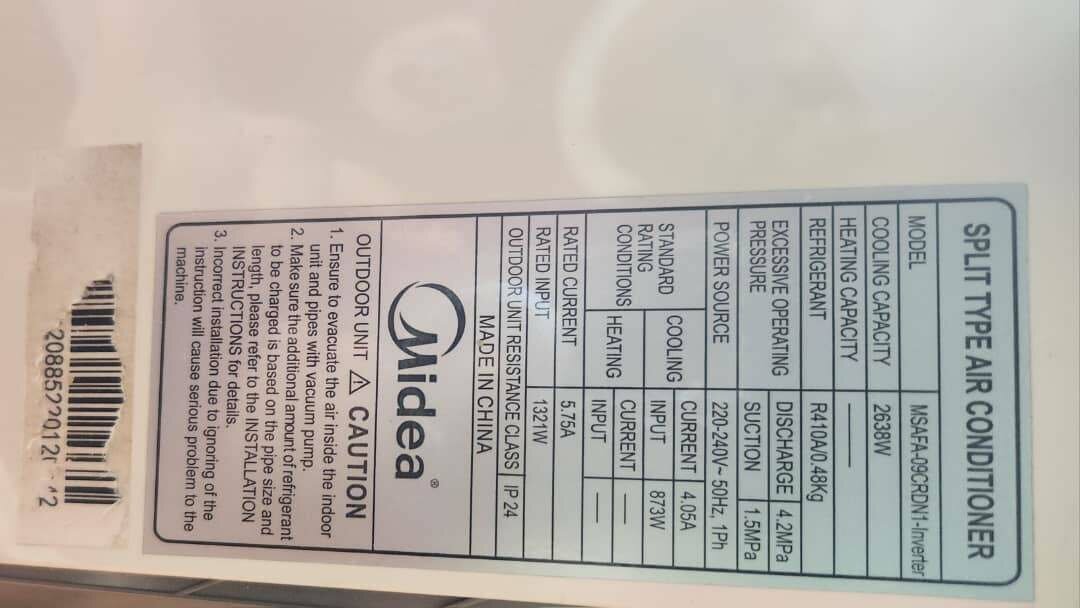 SPLIT TYPE AIR CONDITIONER
MODEL MSAFA-09CRDN1-Inverter
COOLING CAPACITY 2638W
HEATING CAPACITY ——
REFRIGERANT R410A/0.48Kg
EXCESSIVE OPERATING DISCHARGE 4.2MPa
PRESSURE SUCTION 1.5MPa
POWER SOURCE 220-240V~ 50Hz, 1Ph
STANDARD
RATING
CONDITIONS
COOLING CURRENT 4.05A
INPUT 873W
HEATING CURRENT —
INPUT —
RATED CURRENT 5.75A
RATED INPUT 1321W
OUTDOOR UNIT RESISTANCE CLASS IP 24
MADE IN CHINA
Midea®
OUTDOOR UNIT ⚠ CAUTION
1. Ensure to evacuate the air inside the indoor
unit and pipes with vacuum pump.
2. Make sure the additional amount of refrigerant
to be charged is based on the pipe size and
length, please refer to the INSTALLATION
INSTRUCTIONS for details.
3. Incorrect installation due to ignoring of the
instruction will cause serious problem to the
machine.